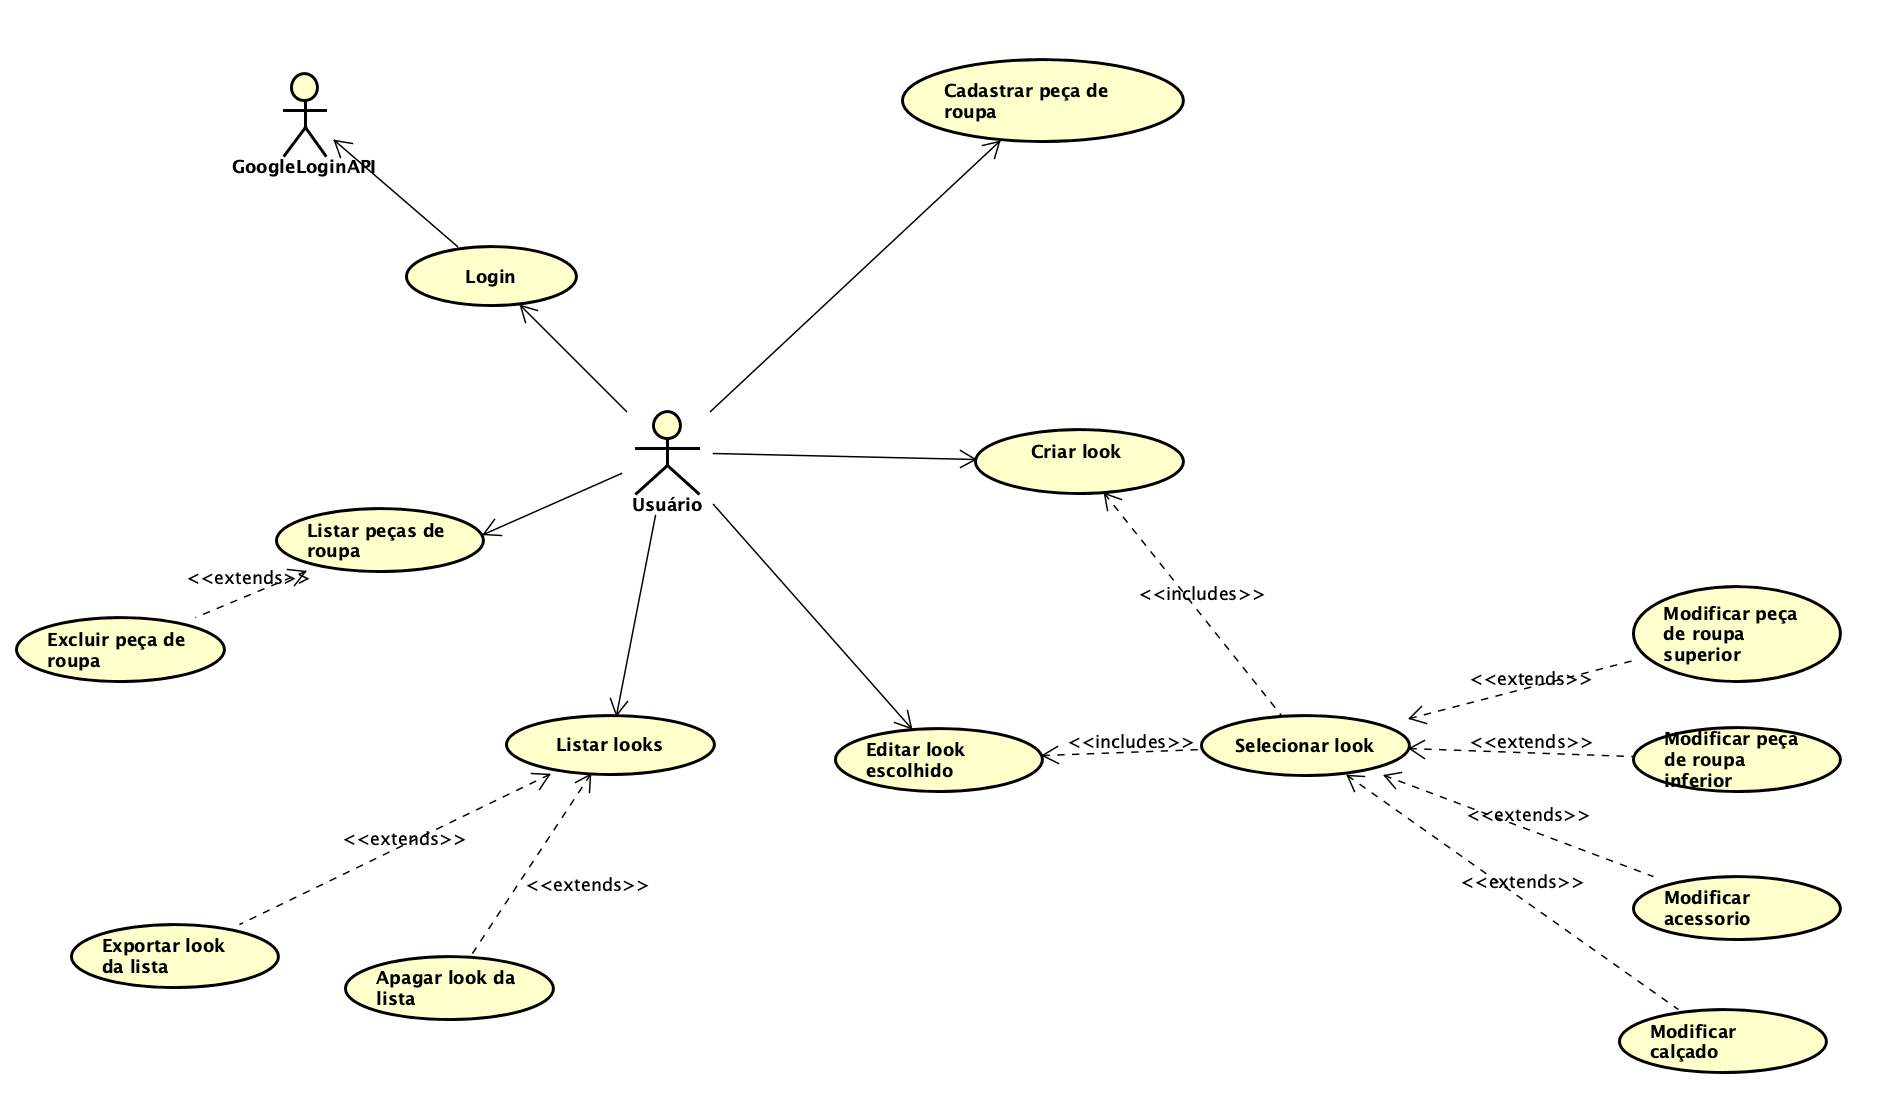 Cadastrar peça de
roupa
GoogleLoginAPI
Login
Criar look
Usuário
Listar peças de
roupa
<<extends>>
<<includes>>
Excluir peça de
roupa
Modificar peça
de roupa
superior
<<extends>>
Listar looks
Editar look
escolhido
<<includes>>
Selecionar look
<<extends>>
Modificar peça
de roupa
inferior
<<extends>>
<<extends>>
<<extends>>
<<extends>>
Modificar
acessorio
Exportar look
da lista
Apagar look da
lista
Modificar
calçado